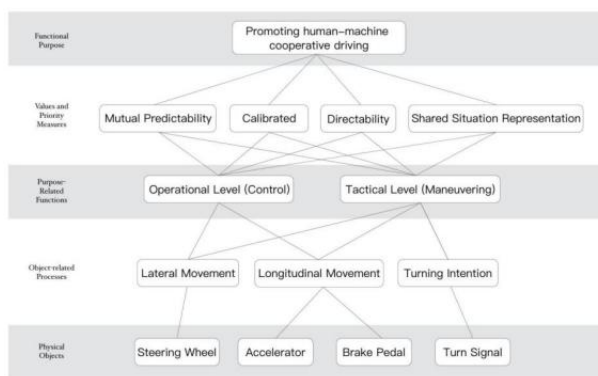 Functional
Purpose
Promoting human-machine
cooperative driving
Values and
Priority
Measures
Mutual Predictability
Calibrated
Directability
Shared Situation Representation
Purpose-
Related
Functions
Operational Level (Control)
Tactical Level (Maneuvering)
Object-related
Processes
Lateral Movement
Longitudinal Movement
Turning Intention
Physical
Objects
Steering Wheel
Accelerator
Brake Pedal
Turn Signal